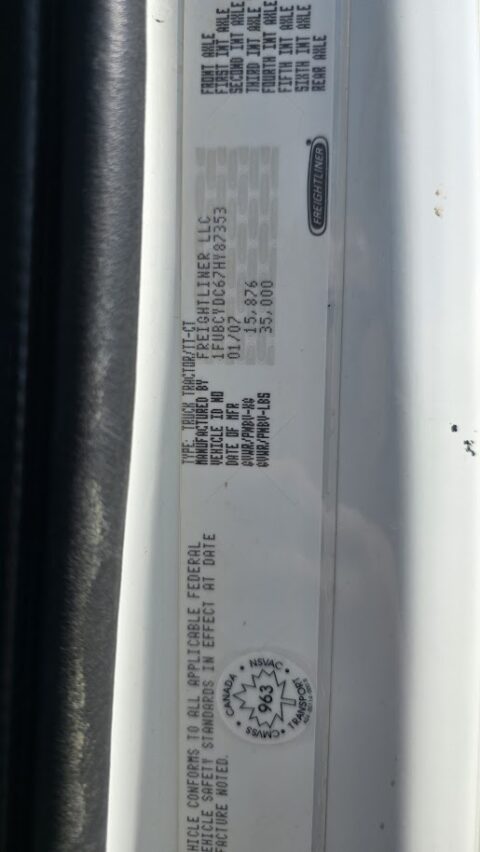 FRONT AXLE
FIRST INT AXLE
SECOND INT AXLE
THIRD INT AXLE
FOURTH INT AXLE
FIFTH INT AXLE
SIXTH INT AXLE
REAR AXLE
FREIGHTLINER
TYPE: TRUCK TRACTOR/TT-CT
MANUFACTURED BY FREIGHTLINER LLC
VEHICLE ID NO 1FUBCYDC67HY87353
DATE OF MFR 01/07
GVWR/PNBV-KG 15,876
GVWR/PNBV-LBS 35,000
HICLE CONFORMS TO ALL APPLICABLE FEDERAL
EHICLE SAFETY STANDARDS IN EFFECT AT DATE
FACTURE NOTED.
CANADA • NSVAC •
963
CMVSS • TRANSPORT